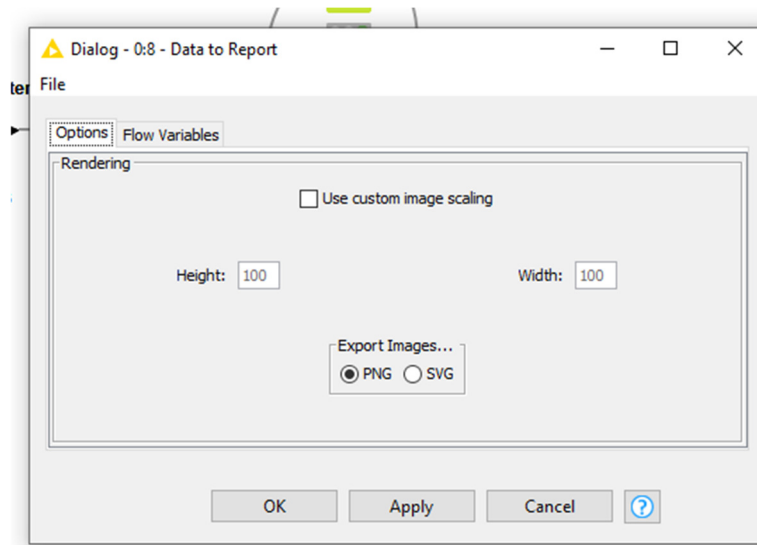 Dialog - 0:8 - Data to Report
File
Options Flow Variables
Rendering
Use custom image scaling
Height: 100 Width: 100
Export Images...
PNG SVG
OK Apply Cancel ?